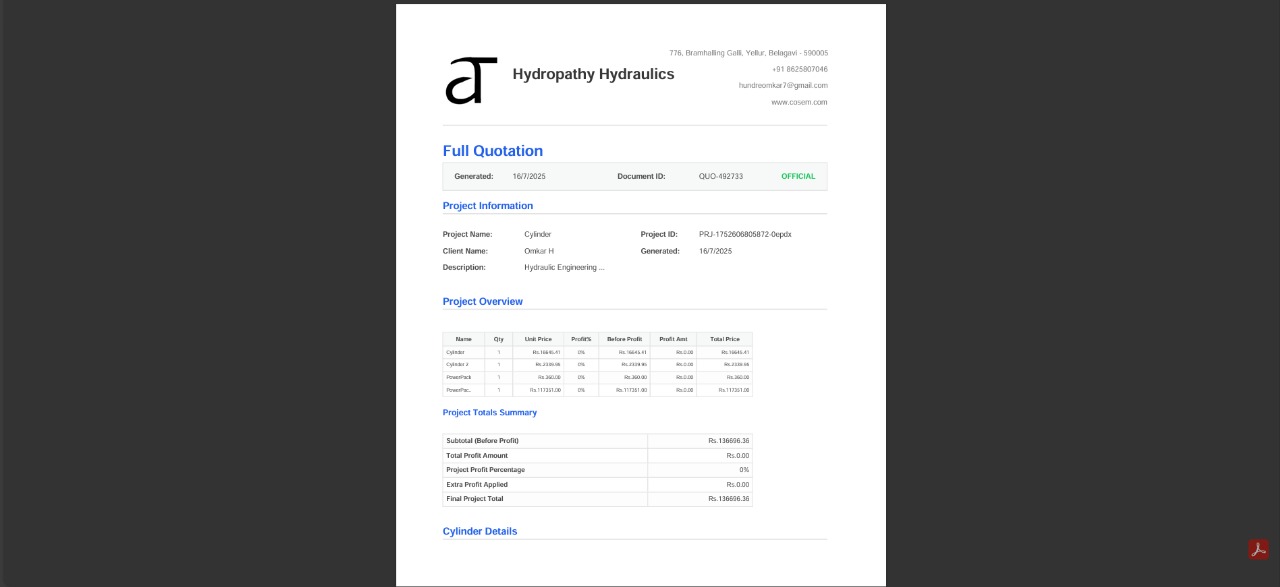 776, Bramhalling Galli, Yellur, Belagavi - 590005
+91 8625807046
hundreomkar7@gmail.com
www.cosem.com
Hydropathy Hydraulics
Full Quotation
Generated: 16/7/2025 Document ID: QUO-492733 OFFICIAL
Project Information
Project Name: Cylinder Project ID: PRJ-1752606805872-0epdx
Client Name: Omkar H Generated: 16/7/2025
Description: Hydraulic Engineering ...
Project Overview
Name Qty Unit Price Profit% Before Profit Profit Amt Total Price
Cylinder 1 Rs.16645.41 0% Rs.16645.41 Rs.0.00 Rs.16645.41
Cylinder 2 1 Rs.2339.95 0% Rs.2339.95 Rs.0.00 Rs.2339.95
PowerPack 1 Rs.360.00 0% Rs.360.00 Rs.0.00 Rs.360.00
PowerPac.. 1 Rs.117351.00 0% Rs.117351.00 Rs.0.00 Rs.117351.00
Project Totals Summary
Subtotal (Before Profit) Rs.136696.36
Total Profit Amount Rs.0.00
Project Profit Percentage 0%
Extra Profit Applied Rs.0.00
Final Project Total Rs.136696.36
Cylinder Details